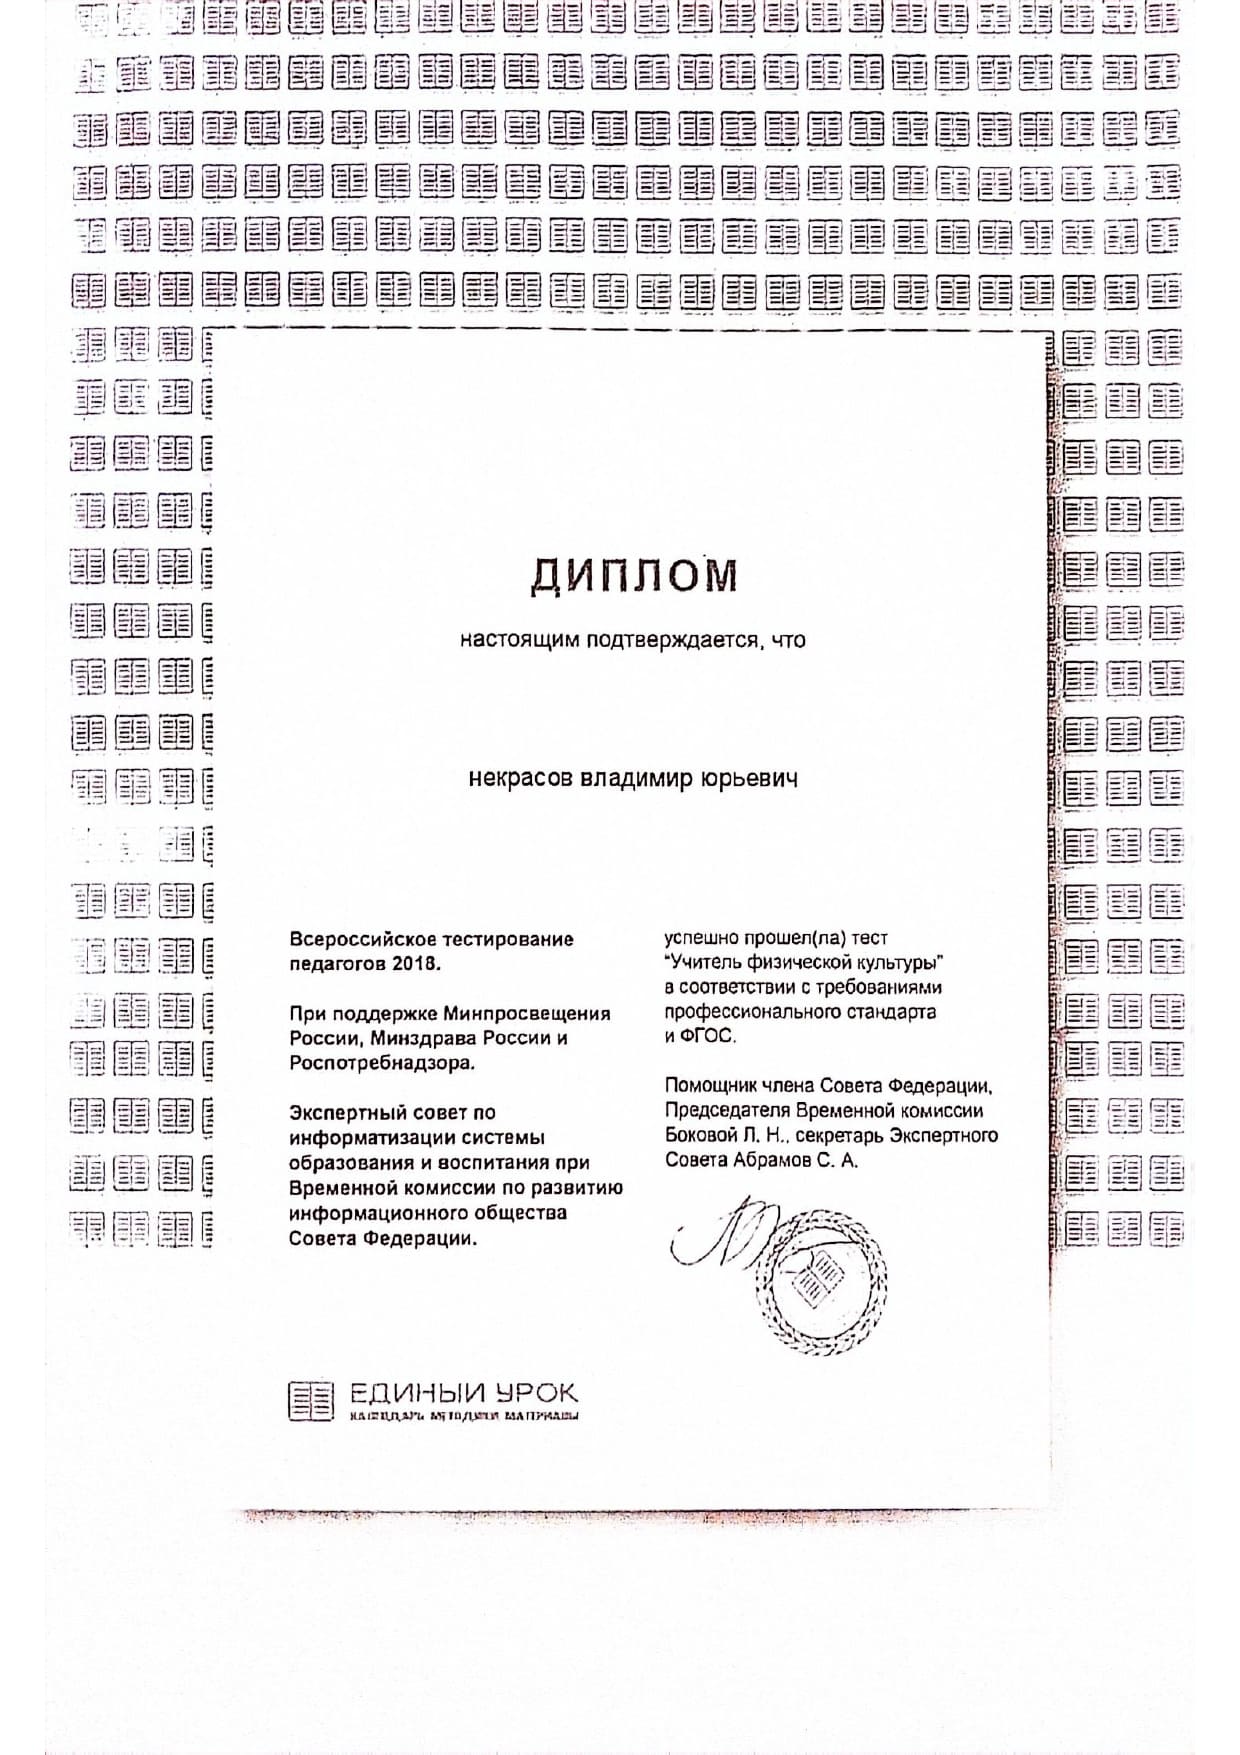 ДИПЛОМ
настоящим подтверждается, что
некрасов владимир юрьевич
Всероссийское тестирование
педагогов 2018.
При поддержке Минпросвещения
России, Минздрава России и
Роспотребнадзора.
Экспертный совет по
информатизации системы
образования и воспитания при
Временной комиссии по развитию
информационного общества
Совета Федерации.
успешно прошел(ла) тест
"Учитель физической культуры"
в соответствии с требованиями
профессионального стандарта
и ФГОС.
Помощник члена Совета Федерации,
Председателя Временной комиссии
Боковой Л. Н., секретарь Экспертного
Совета Абрамов С. А.
ЕДИНЫЙ УРОК